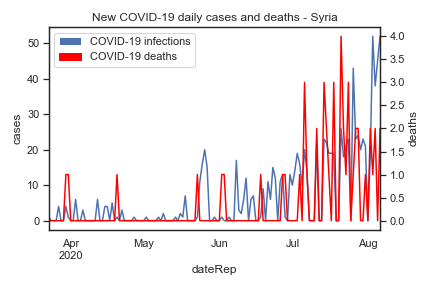 New COVID-19 daily cases and deaths - Syria
COVID-19 infections
COVID-19 deaths
50
40
30
20
10
0
cases
4.0
3.5
3.0
2.5
2.0
1.5
1.0
0.5
0.0
deaths
Apr
2020
May
Jun
Jul
Aug
dateRep